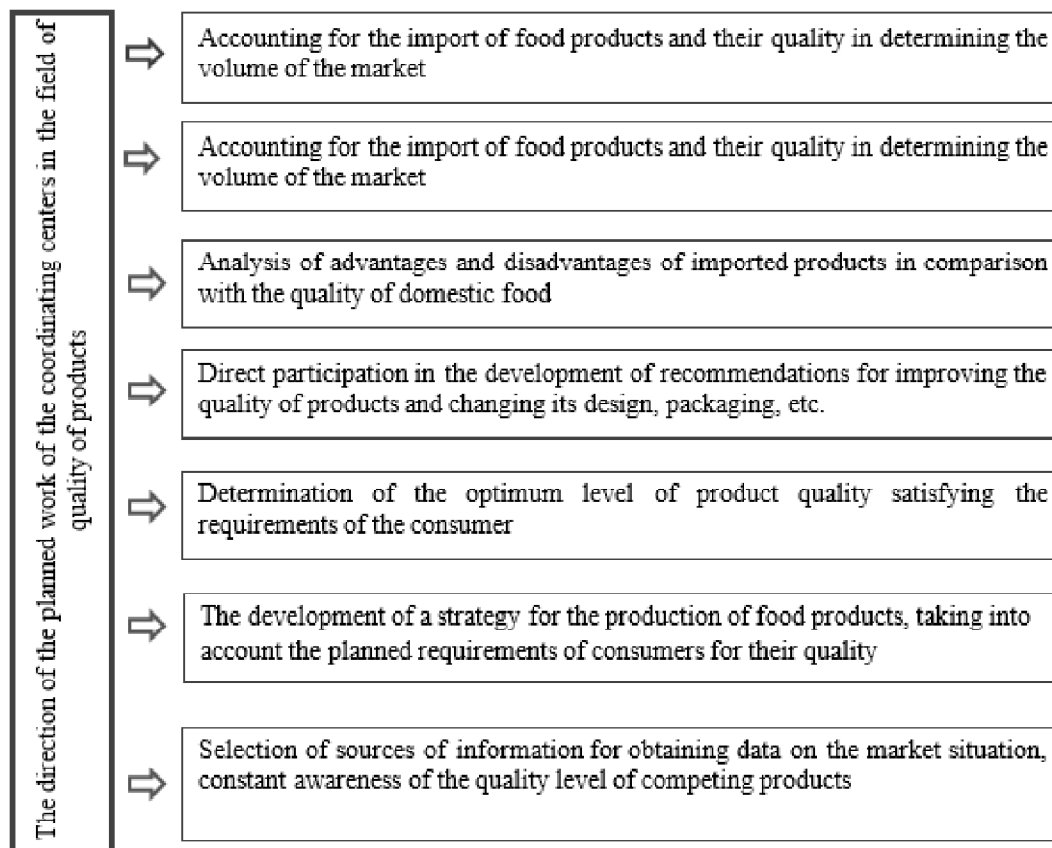 The direction of the planned work of the coordinating centers in the field of
quality of products
Accounting for the import of food products and their quality in determining the
volume of the market
Accounting for the import of food products and their quality in determining the
volume of the market
Analysis of advantages and disadvantages of imported products in comparison
with the quality of domestic food
Direct participation in the development of recommendations for improving the
quality of products and changing its design, packaging, etc.
Determination of the optimum level of product quality satisfying the
requirements of the consumer
The development of a strategy for the production of food products, taking into
account the planned requirements of consumers for their quality
Selection of sources of information for obtaining data on the market situation,
constant awareness of the quality level of competing products